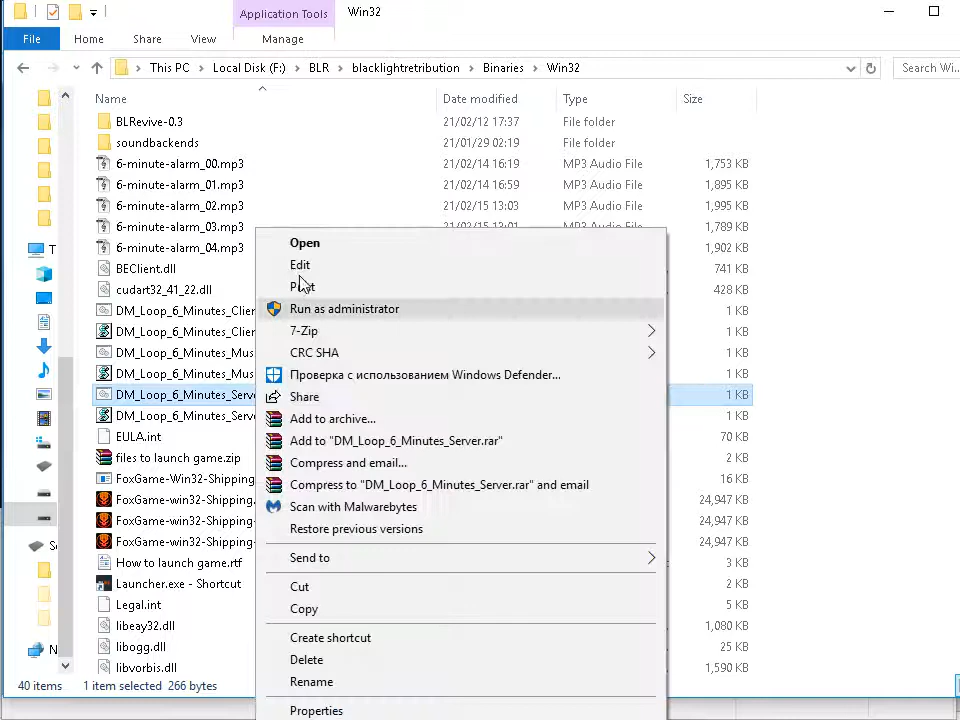 Application Tools Win32
File Home Share View Manage
This PC Local Disk (F:) BLR blacklightretribution Binaries Win32 Search Wi...
Name Date modified Type Size
BLRevive-0.3 21/02/12 17:37 File folder
soundbackends 21/01/29 02:19 File folder
6-minute-alarm_00.mp3 21/02/14 16:19 MP3 Audio File 1,753 KB
6-minute-alarm_01.mp3 21/02/14 16:59 MP3 Audio File 1,895 KB
6-minute-alarm_02.mp3 21/02/15 13:03 MP3 Audio File 1,995 KB
6-minute-alarm_03.mp3 21/02/15 13:01 MP3 Audio File 1,789 KB
6-minute-alarm_04.mp3 1,902 KB
BEClient.dll 741 KB
cudart32_41_22.dll 428 KB
DM_Loop_6_Minutes_Clien 1 KB
DM_Loop_6_Minutes_Clien 1 KB
DM_Loop_6_Minutes_Mus 1 KB
DM_Loop_6_Minutes_Mus 1 KB
DM_Loop_6_Minutes_Serve 1 KB
DM_Loop_6_Minutes_Serve 1 KB
EULA.int 70 KB
files to launch game.zip 2 KB
FoxGame-Win32-Shipping 16 KB
FoxGame-win32-Shipping- 24,947 KB
FoxGame-win32-Shipping- 24,947 KB
FoxGame-win32-Shipping- 24,947 KB
How to launch game.rtf 3 KB
Launcher.exe - Shortcut 2 KB
Legal.int 5 KB
libeay32.dll 1,080 KB
libogg.dll 25 KB
libvorbis.dll 1,590 KB
Open
Edit
Print
Run as administrator
7-Zip
CRC SHA
Проверка с использованием Windows Defender...
Share
Add to archive...
Add to "DM_Loop_6_Minutes_Server.rar"
Compress and email...
Compress to "DM_Loop_6_Minutes_Server.rar" and email
Scan with Malwarebytes
Restore previous versions
Send to
Cut
Copy
Create shortcut
Delete
Rename
Properties
T
S
N
40 items 1 item selected 266 bytes